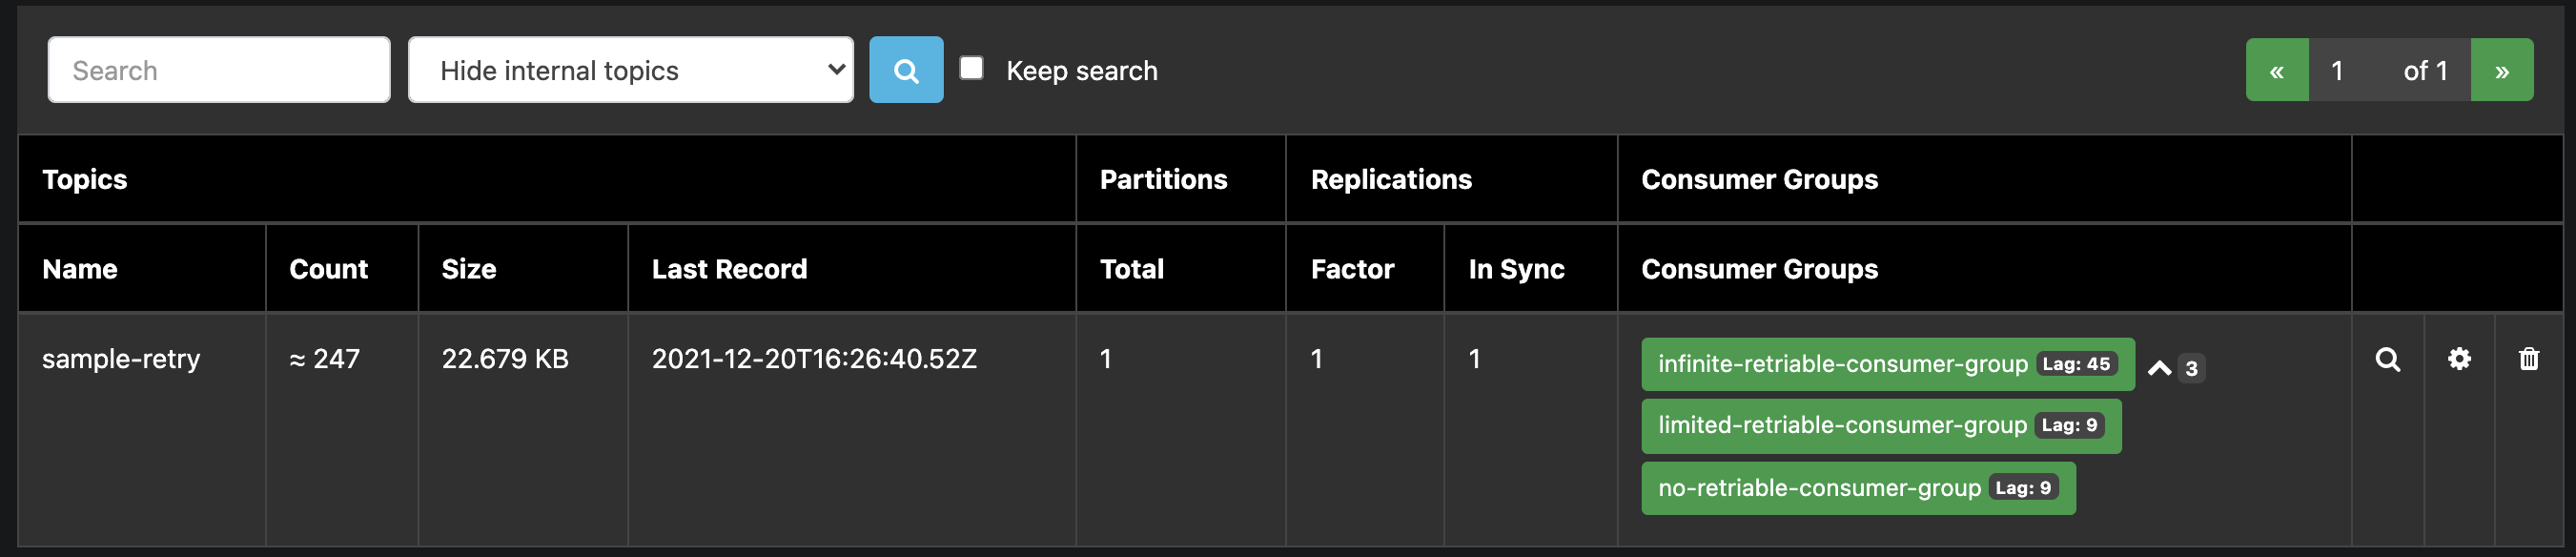 Search Hide internal topics Keep search « 1 of 1 »
Topics Partitions Replications Consumer Groups
Name Count Size Last Record Total Factor In Sync Consumer Groups
sample-retry ≈ 247 22.679 KB 2021-12-20T16:26:40.52Z 1 1 1 infinite-retriable-consumer-group Lag: 45 3
limited-retriable-consumer-group Lag: 9
no-retriable-consumer-group Lag: 9